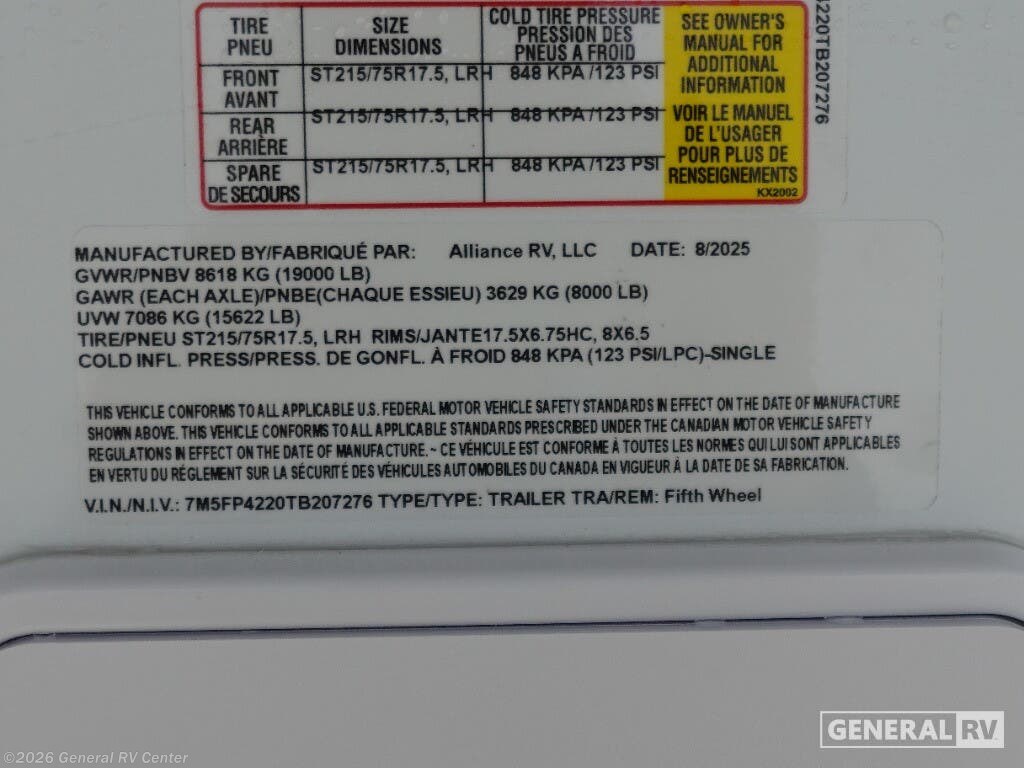 TIRE PNEU SIZE DIMENSIONS COLD TIRE PRESSURE PRESSION DES PNEUS A FROID
FRONT AVANT ST215/75R17.5, LRH 848 KPA /123 PSI
REAR ARRIÈRE ST215/75R17.5, LRH 848 KPA /123 PSI
SPARE DE SECOURS ST215/75R17.5, LRH 848 KPA /123 PSI
SEE OWNER'S
MANUAL FOR
ADDITIONAL
INFORMATION
VOIR LE MANUEL
DE L'USAGER
POUR PLUS DE
RENSEIGNEMENTS
KX2002
4220TB207276
MANUFACTURED BY/FABRIQUÉ PAR: Alliance RV, LLC DATE: 8/2025
GVWR/PNBV 8618 KG (19000 LB)
GAWR (EACH AXLE)/PNBE(CHAQUE ESSIEU) 3629 KG (8000 LB)
UVW 7086 KG (15622 LB)
TIRE/PNEU ST215/75R17.5, LRH RIMS/JANTE17.5X6.75HC, 8X6.5
COLD INFL. PRESS/PRESS. DE GONFL. À FROID 848 KPA (123 PSI/LPC)-SINGLE
THIS VEHICLE CONFORMS TO ALL APPLICABLE U.S. FEDERAL MOTOR VEHICLE SAFETY STANDARDS IN EFFECT ON THE DATE OF MANUFACTURE
SHOWN ABOVE. THIS VEHICLE CONFORMS TO ALL APPLICABLE STANDARDS PRESCRIBED UNDER THE CANADIAN MOTOR VEHICLE SAFETY
REGULATIONS IN EFFECT ON THE DATE OF MANUFACTURE. ~ CE VÉHICULE EST CONFORME À TOUTES LES NORMES QUI LUI SONT APPLICABLES
EN VERTU DU RÉGLEMENT SUR LA SÉCURITÉ DES VÉHICULES AUTOMOBILES DU CANADA EN VIGUEUR À LA DATE DE SA FABRICATION.
V.I.N./N.I.V.: 7M5FP4220TB207276 TYPE/TYPE: TRAILER TRA/REM: Fifth Wheel
GENERAL RV
©2026 General RV Center